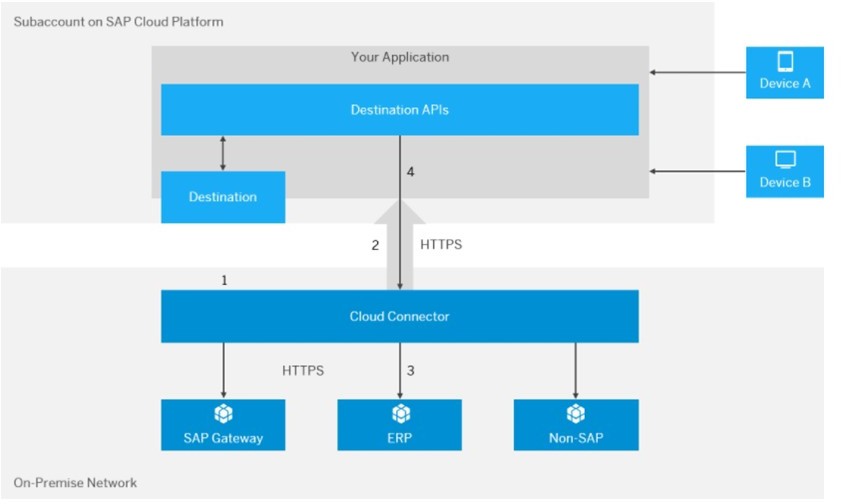 Subaccount on SAP Cloud Platform
Your Application
Device A
Destination APIs
4
Device B
Destination
2
HTTPS
1
Cloud Connector
HTTPS
3
SAP Gateway
ERP
Non-SAP
On-Premise Network